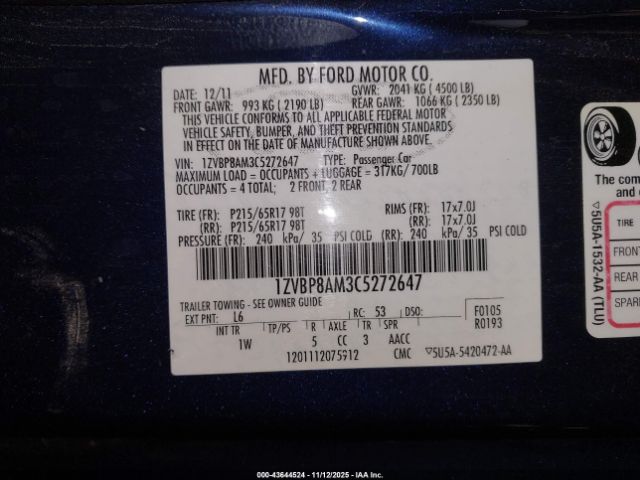 MFD. BY FORD MOTOR CO.
DATE: 12/11 GVWR: 2041 KG ( 4500 LB)
FRONT GAWR: 993 KG ( 2190 LB) REAR GAWR: 1066 KG ( 2350 LB)
THIS VEHICLE CONFORMS TO ALL APPLICABLE FEDERAL MOTOR
VEHICLE SAFETY, BUMPER, AND THEFT PREVENTION STANDARDS
IN EFFECT ON THE DATE OF MANUFACTURE SHOWN ABOVE.
VIN: 1ZVBP8AM3C5272647 TYPE: Passenger Car
MAXIMUM LOAD = OCCUPANTS + LUGGAGE = 317KG/ 700LB
OCCUPANTS = 4 TOTAL; 2 FRONT, 2 REAR
TIRE (FR): P215/65R17 98T RIMS (FR): 17x7.0J
(RR): P215/65R17 98T (RR): 17x7.0J
PRESSURE (FR): 240 kPa/ 35 PSI COLD (RR): 240 kPa/ 35 PSI COLD
1ZVBP8AM3C5272647
TRAILER TOWING - SEE OWNER GUIDE
EXT PNT: L6 RC: 53 DSO: F0105
INT TR TP/PS R AXLE TR SPR R0193
1W 5 CC 3 AACC
1201112075912 CMC ▽5U5A-5420472-AA
The com
and c
TIRE
FRONT
REAR
SPARE
▽5U5A-1532-AA (TLU)
000-43644524 - 11/12/2025 - IAA Inc.